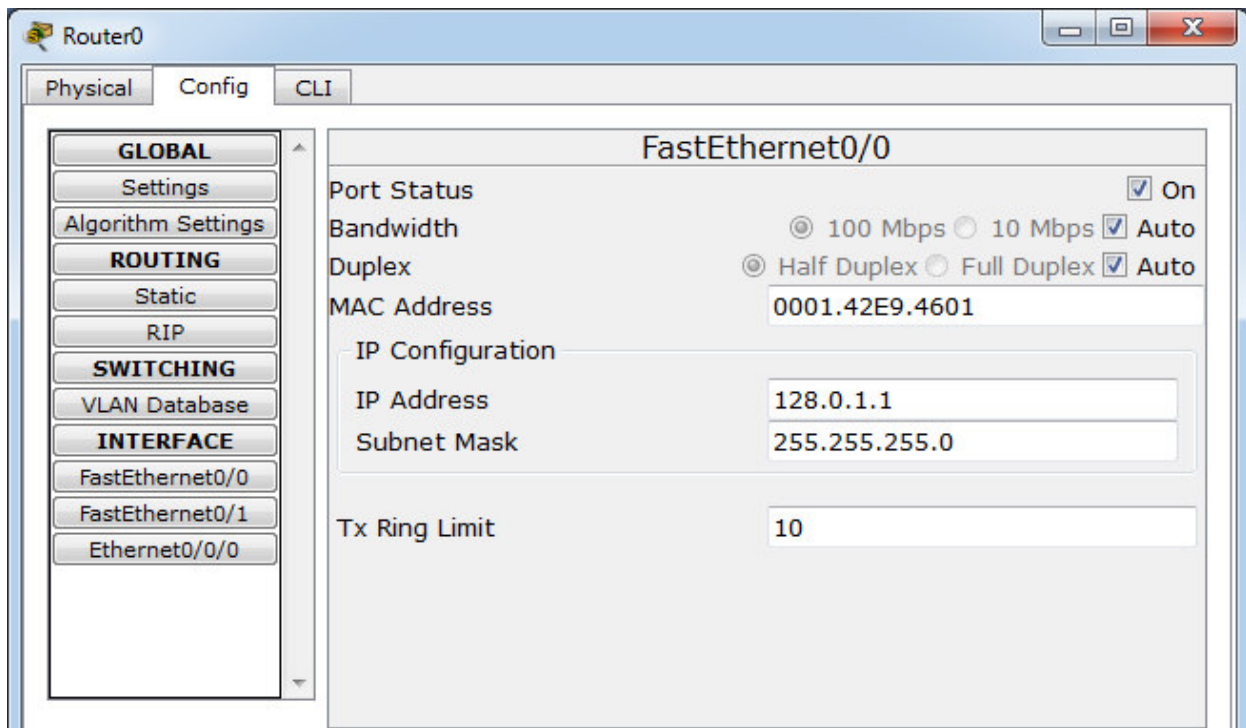 Router0
Physical Config CLI
GLOBAL
Settings
Algorithm Settings
ROUTING
Static
RIP
SWITCHING
VLAN Database
INTERFACE
FastEthernet0/0
FastEthernet0/1
Ethernet0/0/0
FastEthernet0/0
Port Status On
Bandwidth 100 Mbps 10 Mbps Auto
Duplex Half Duplex Full Duplex Auto
MAC Address 0001.42E9.4601
IP Configuration
IP Address 128.0.1.1
Subnet Mask 255.255.255.0
Tx Ring Limit 10